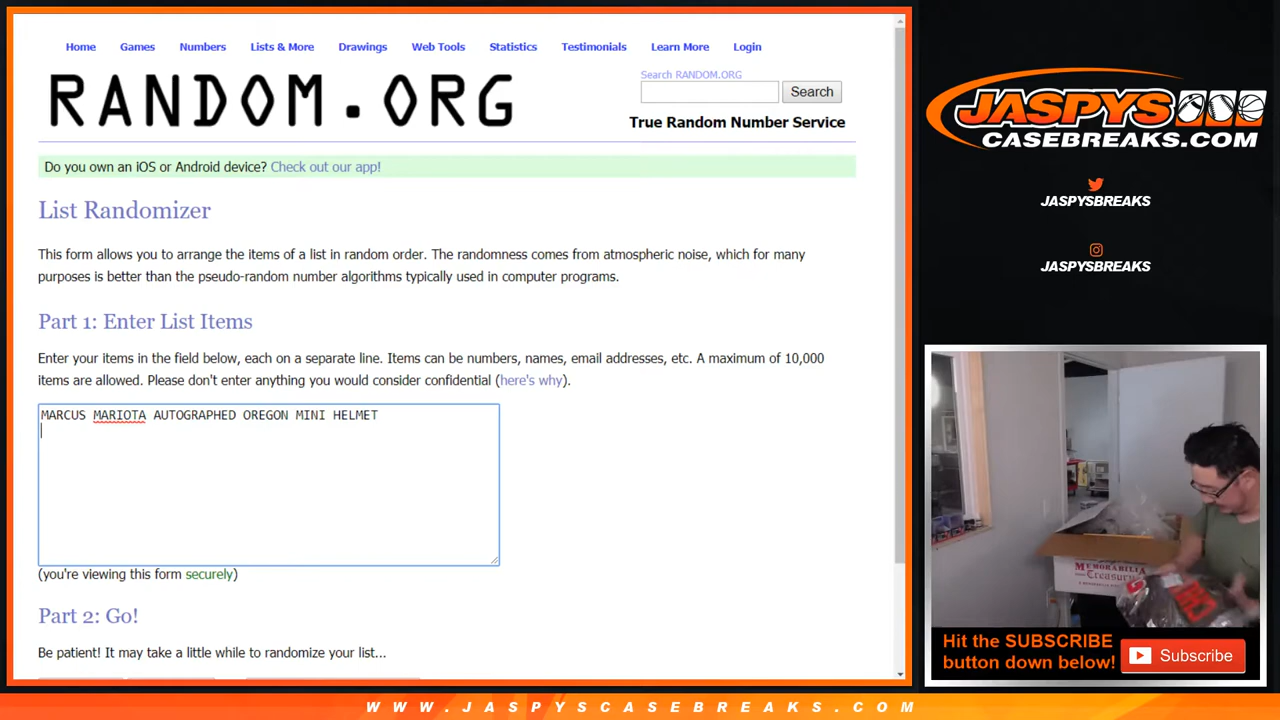 Home Games Numbers Lists & More Drawings Web Tools Statistics Testimonials Learn More Login
RANDOM.ORG
Search RANDOM.ORG
Search
True Random Number Service
Do you own an iOS or Android device? Check out our app!
List Randomizer
This form allows you to arrange the items of a list in random order. The randomness comes from atmospheric noise, which for many
purposes is better than the pseudo-random number algorithms typically used in computer programs.
Part 1: Enter List Items
Enter your items in the field below, each on a separate line. Items can be numbers, names, email addresses, etc. A maximum of 10,000
items are allowed. Please don't enter anything you would consider confidential (here's why).
MARCUS MARIOTA AUTOGRAPHED OREGON MINI HELMET
(you're viewing this form securely)
Part 2: Go!
Be patient! It may take a little while to randomize your list...
JASPYS
CASEBREAKS.COM
JASPYSBREAKS
JASPYSBREAKS
MEMORABILIA
Treasury
Hit the SUBSCRIBE
button down below!
Subscribe
WWW.JASPYSCASEBREAKS.COM